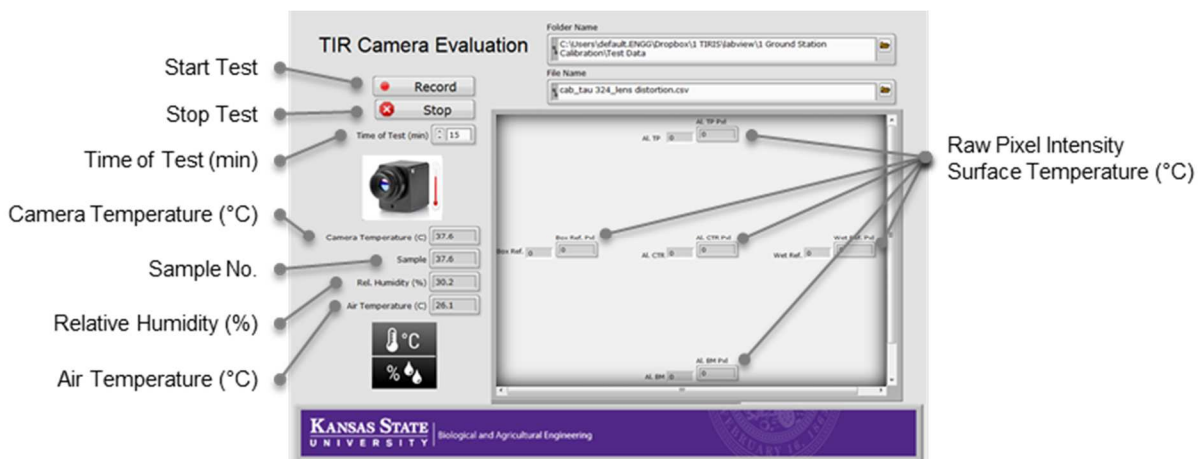 TIR Camera Evaluation
Folder Name
C:\Users\default.ENGG\Dropbox\1 TIRIS\labview\1 Ground Station
Calibration\Test Data
File Name
cab_tau 324_lens distortion.csv
Start Test
Record
Stop Test
Stop
Time of Test (min)
Time of Test (min) 15
Camera Temperature (°C)
Camera Temperature (C) 37.6
Sample No.
Sample 37.6
Relative Humidity (%)
Rel. Humidity (%) 30.2
Air Temperature (°C)
Air Temperature (C) 26.1
°C
%
Al. TP Pxl
Al. TP 0 0
Box Ref. Pxl
Box Ref. 0 0
Al. CTR Pxl
Al. CTR 0 0
Wet Ref. Pxl
Wet Ref. 0 0
Al. BM Pxl
Al. BM 0 0
Raw Pixel Intensity
Surface Temperature (°C)
KANSAS STATE
UNIVERSITY
Biological and Agricultural Engineering